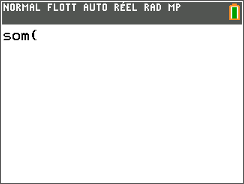 NORMAL FLOTT AUTO RÉEL RAD MP
som(